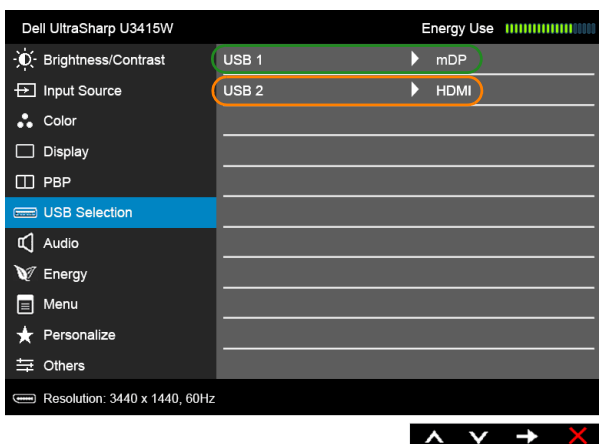 Dell UltraSharp U3415W Energy Use
Brightness/Contrast USB 1 mDP
Input Source USB 2 HDMI
Color
Display
PBP
USB Selection
Audio
Energy
Menu
Personalize
Others
Resolution: 3440 x 1440, 60Hz